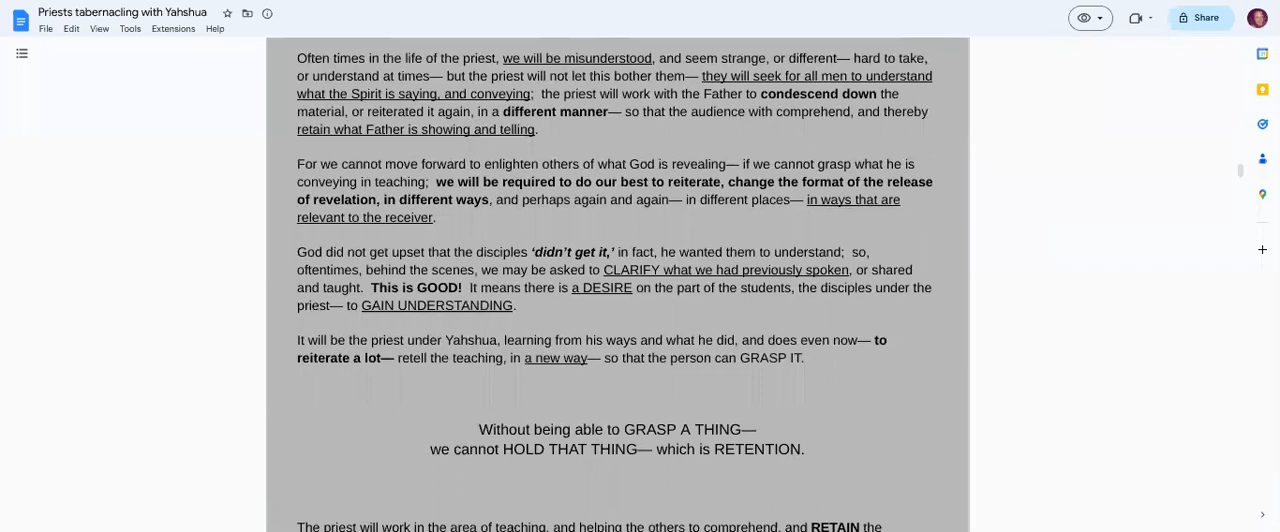 Priests tabernacling with Yahshua
File Edit View Tools Extensions Help
Share
Often times in the life of the priest, we will be misunderstood, and seem strange, or different— hard to take,
or understand at times— but the priest will not let this bother them— they will seek for all men to understand
what the Spirit is saying, and conveying;  the priest will work with the Father to condescend down the
material, or reiterated it again, in a different manner— so that the audience with comprehend, and thereby
retain what Father is showing and telling.
For we cannot move forward to enlighten others of what God is revealing— if we cannot grasp what he is
conveying in teaching;  we will be required to do our best to reiterate, change the format of the release
of revelation, in different ways, and perhaps again and again— in different places— in ways that are
relevant to the receiver.
God did not get upset that the disciples ‘didn’t get it,’ in fact, he wanted them to understand;  so,
oftentimes, behind the scenes, we may be asked to CLARIFY what we had previously spoken, or shared
and taught.  This is GOOD!  It means there is a DESIRE on the part of the students, the disciples under the
priest— to GAIN UNDERSTANDING.
It will be the priest under Yahshua, learning from his ways and what he did, and does even now— to
reiterate a lot— retell the teaching, in a new way— so that the person can GRASP IT.
Without being able to GRASP A THING—
we cannot HOLD THAT THING— which is RETENTION.
The priest will work in the area of teaching, and helping the others to comprehend, and RETAIN the